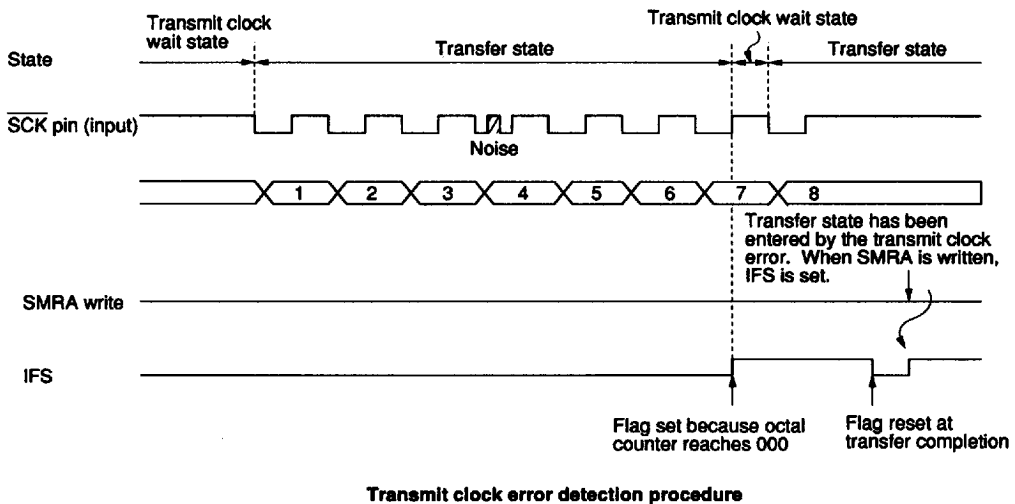 Transmit clock
wait state
Transmit clock wait state
State
Transfer state
Transfer state
SCK pin (input)
Noise
1 2 3 4 5 6 7 8
Transfer state has been
entered by the transmit clock
error. When SMRA is written,
IFS is set.
SMRA write
IFS
Flag set because octal
counter reaches 000
Flag reset at
transfer completion
Transmit clock error detection procedure